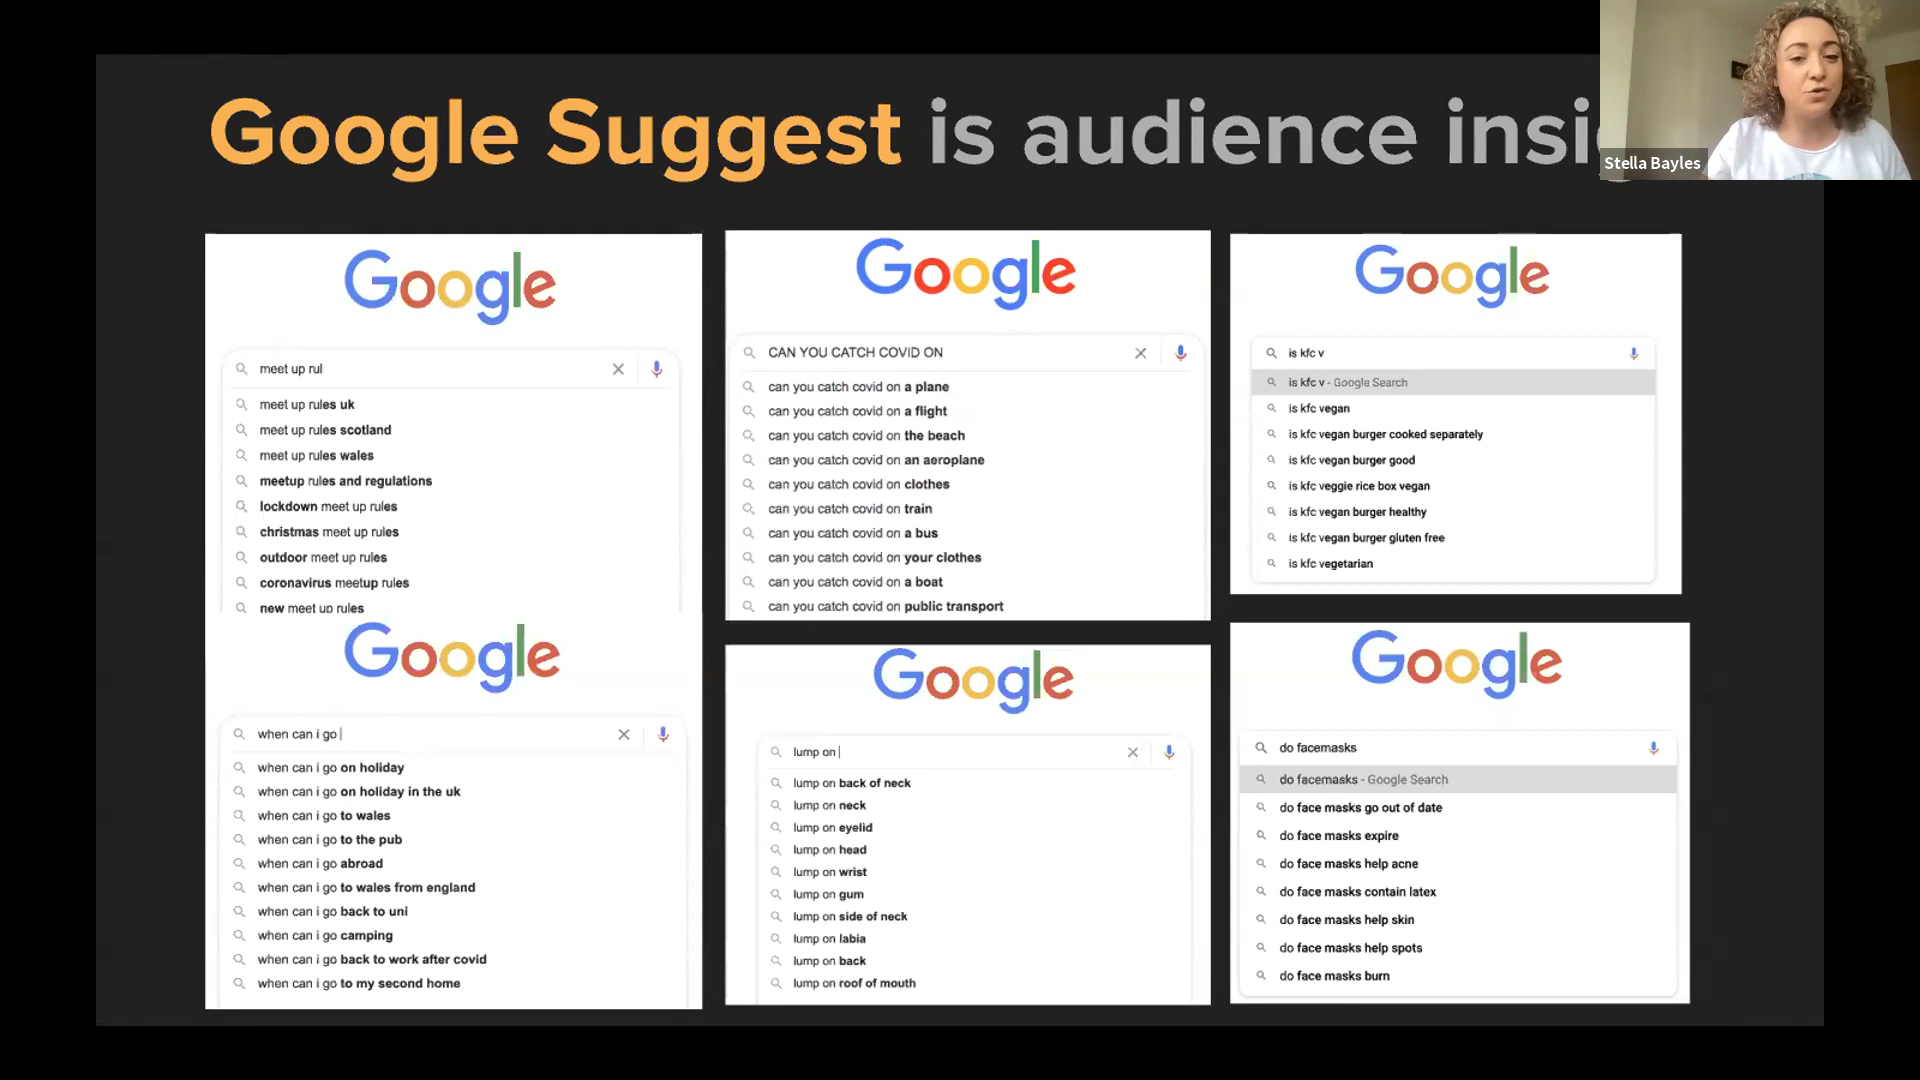 Google Suggest is audience insi
Stella Bayles
Google
meet up rul
meet up rules uk
meet up rules scotland
meet up rules wales
meetup rules and regulations
lockdown meet up rules
christmas meet up rules
outdoor meet up rules
coronavirus meetup rules
new meet up rules
Google
CAN YOU CATCH COVID ON
can you catch covid on a plane
can you catch covid on a flight
can you catch covid on the beach
can you catch covid on an aeroplane
can you catch covid on clothes
can you catch covid on train
can you catch covid on a bus
can you catch covid on your clothes
can you catch covid on a boat
can you catch covid on public transport
Google
is kfc v
is kfc v - Google Search
is kfc vegan
is kfc vegan burger cooked separately
is kfc vegan burger good
is kfc veggie rice box vegan
is kfc vegan burger healthy
is kfc vegan burger gluten free
is kfc vegetarian
Google
when can i go
when can i go on holiday
when can i go on holiday in the uk
when can i go to wales
when can i go to the pub
when can i go abroad
when can i go to wales from england
when can i go back to uni
when can i go camping
when can i go back to work after covid
when can i go to my second home
Google
lump on
lump on back of neck
lump on neck
lump on eyelid
lump on head
lump on wrist
lump on gum
lump on side of neck
lump on labia
lump on back
lump on roof of mouth
Google
do facemasks
do facemasks - Google Search
do face masks go out of date
do face masks expire
do face masks help acne
do face masks contain latex
do face masks help skin
do face masks help spots
do face masks burn